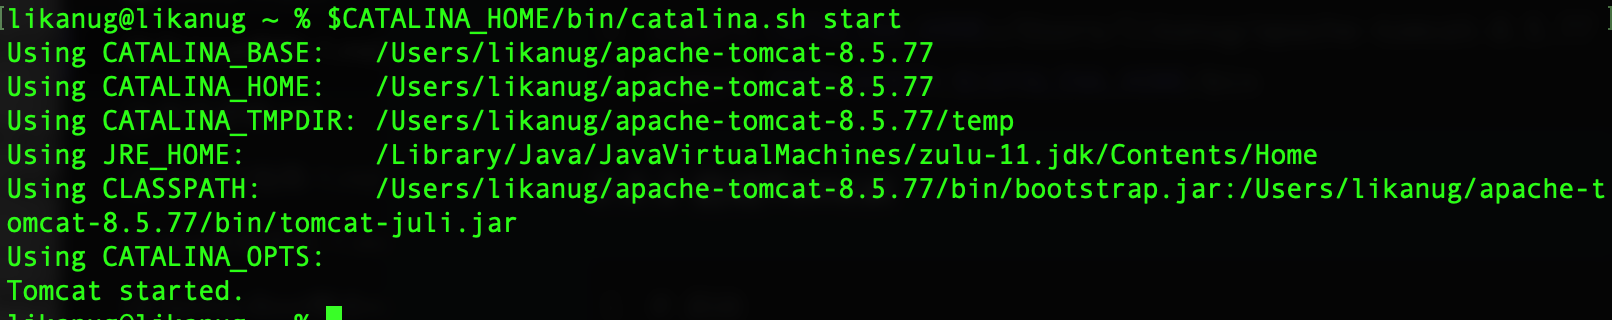 likanug@likanug ~ % $CATALINA_HOME/bin/catalina.sh start
Using CATALINA_BASE:   /Users/likanug/apache-tomcat-8.5.77
Using CATALINA_HOME:   /Users/likanug/apache-tomcat-8.5.77
Using CATALINA_TMPDIR: /Users/likanug/apache-tomcat-8.5.77/temp
Using JRE_HOME:        /Library/Java/JavaVirtualMachines/zulu-11.jdk/Contents/Home
Using CLASSPATH:       /Users/likanug/apache-tomcat-8.5.77/bin/bootstrap.jar:/Users/likanug/apache-t
omcat-8.5.77/bin/tomcat-juli.jar
Using CATALINA_OPTS:
Tomcat started.
likanug@likanug ~ %